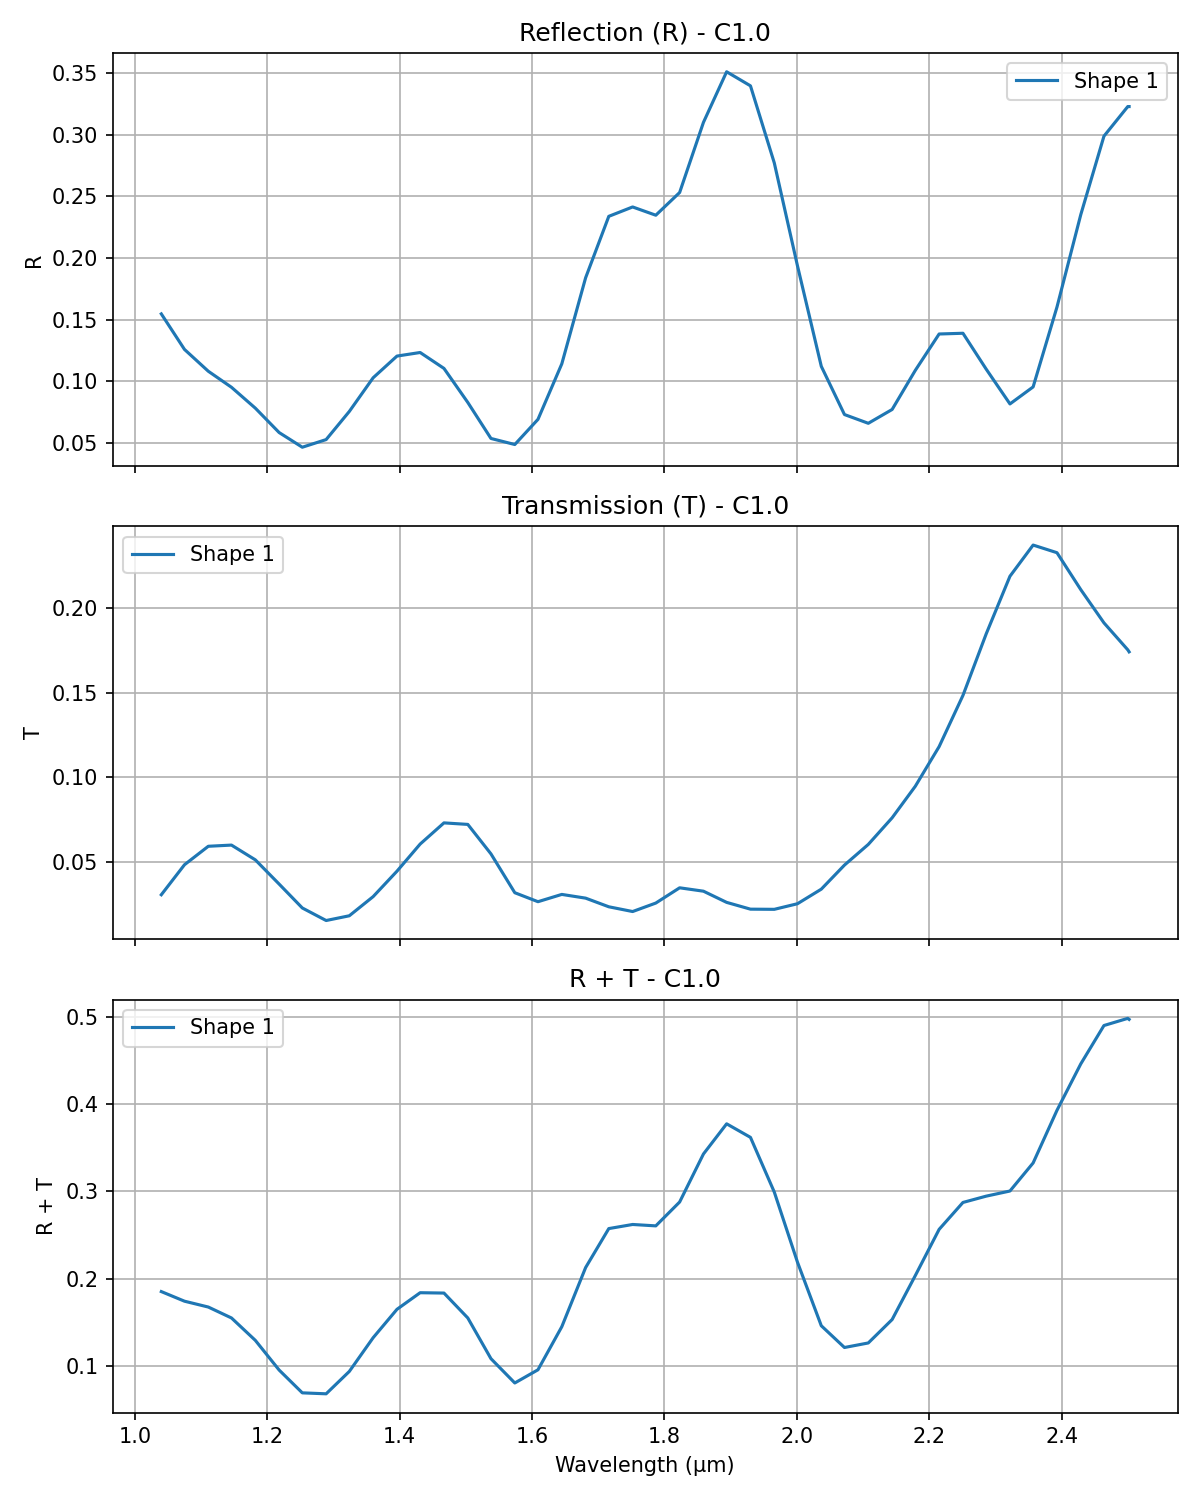 Reflection (R) - C1.0
Shape 1
0.35
0.30
0.25
0.20
0.15
0.10
0.05
R
Transmission (T) - C1.0
Shape 1
0.20
0.15
0.10
0.05
T
R + T - C1.0
Shape 1
0.5
0.4
0.3
0.2
0.1
R + T
1.0 1.2 1.4 1.6 1.8 2.0 2.2 2.4
Wavelength (μm)